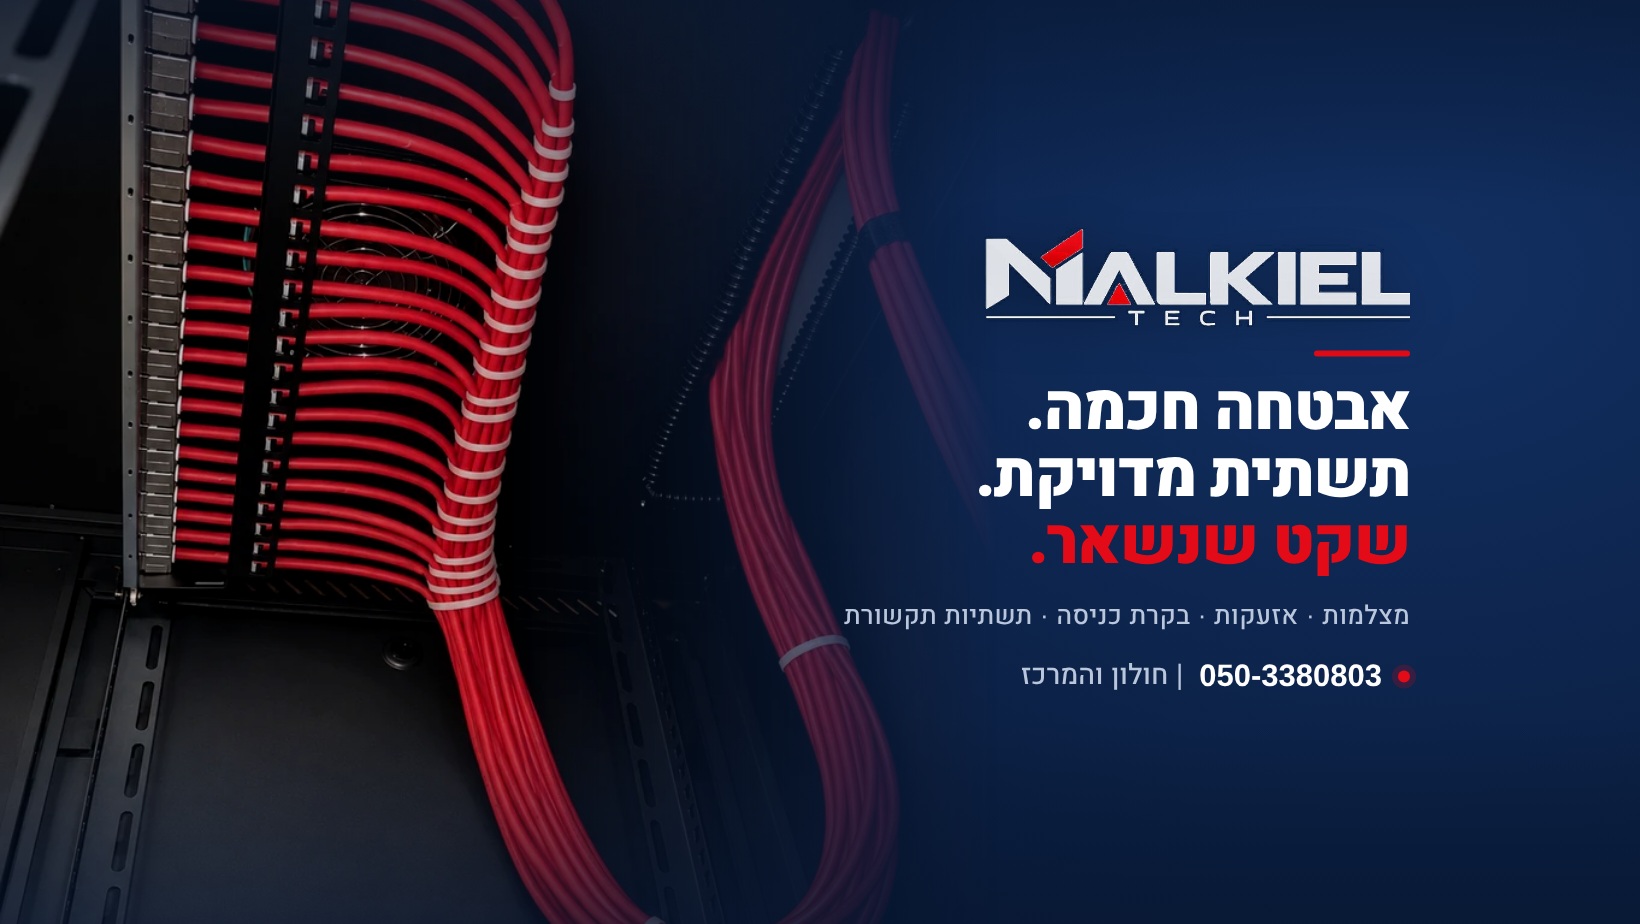 MALKIEL
TECH
אבטחה חכמה.
תשתית מדויקת.
שקט שנשאר.
מצלמות · אזעקות · בקרת כניסה · תשתיות תקשורת
050-3380803 | חולון והמרכז